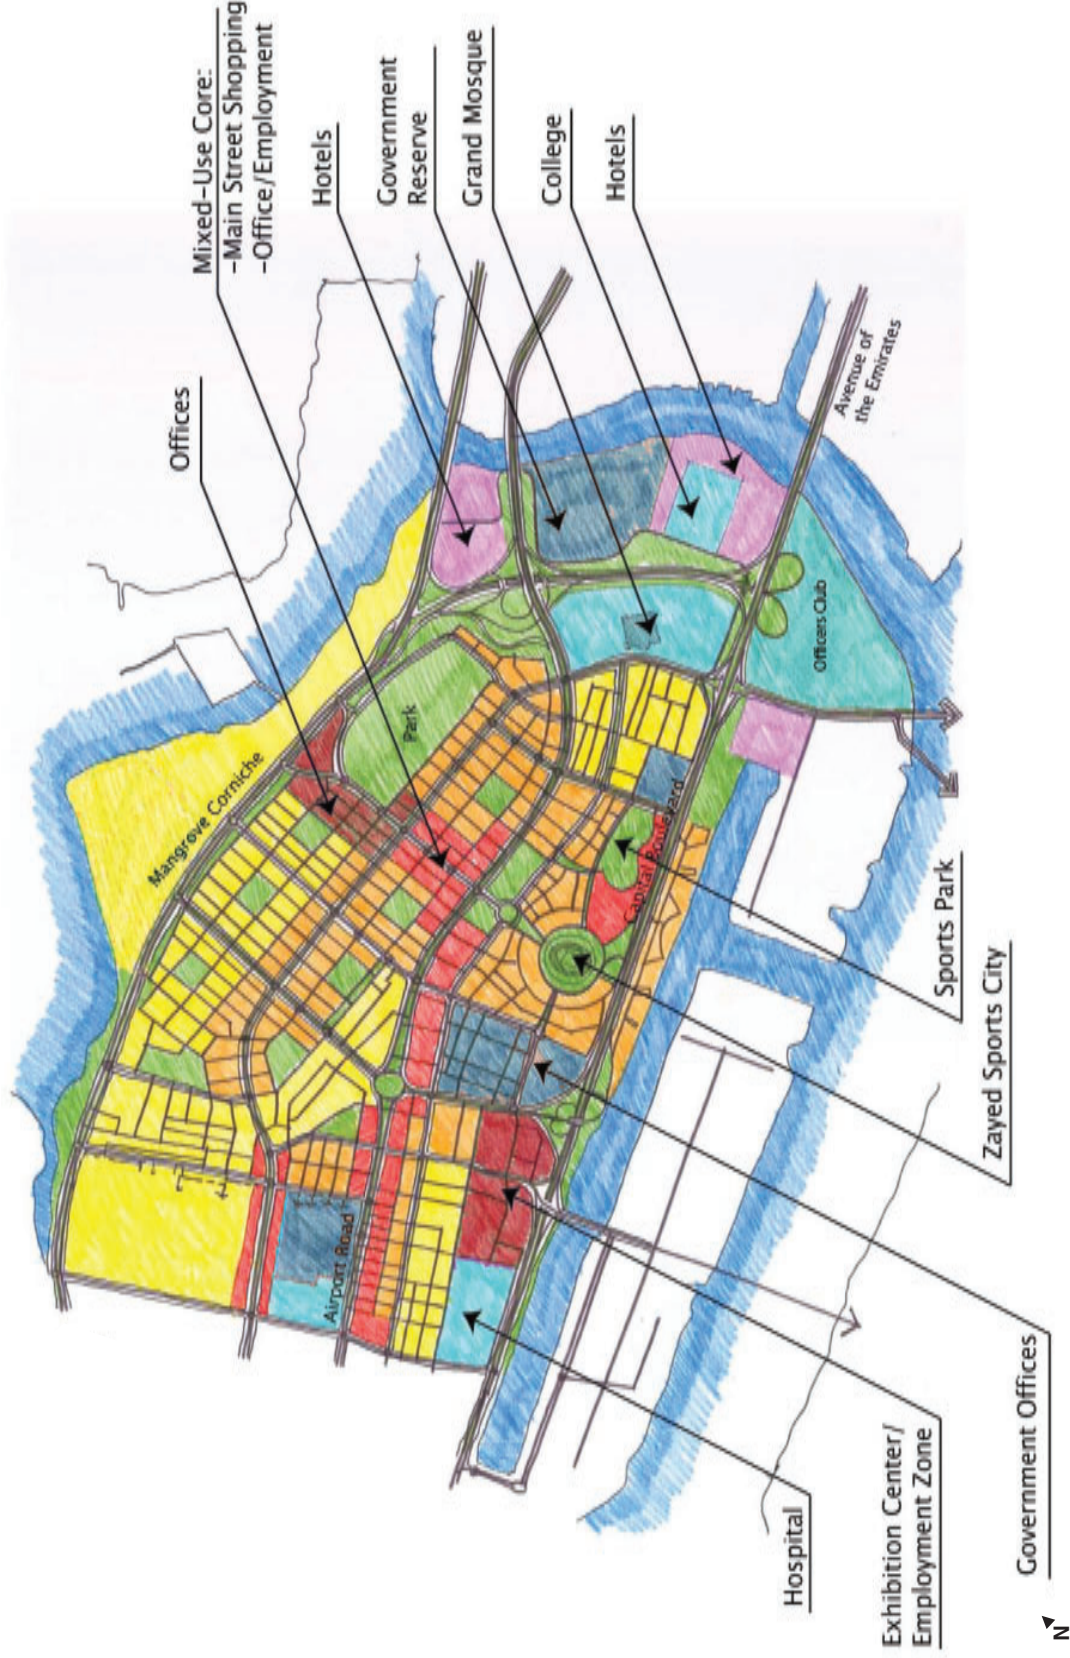 Mixed-Use Core:
-Main Street Shopping
-Office/Employment
Offices
Hotels
Government
Reserve
Grand Mosque
College
Hotels
Mangrove Corniche
Park
Avenue of
the Emirates
Officers Club
Capital Boulevard
Airport Road
Sports Park
Zayed Sports City
Government Offices
Exhibition Center/
Employment Zone
Hospital
N